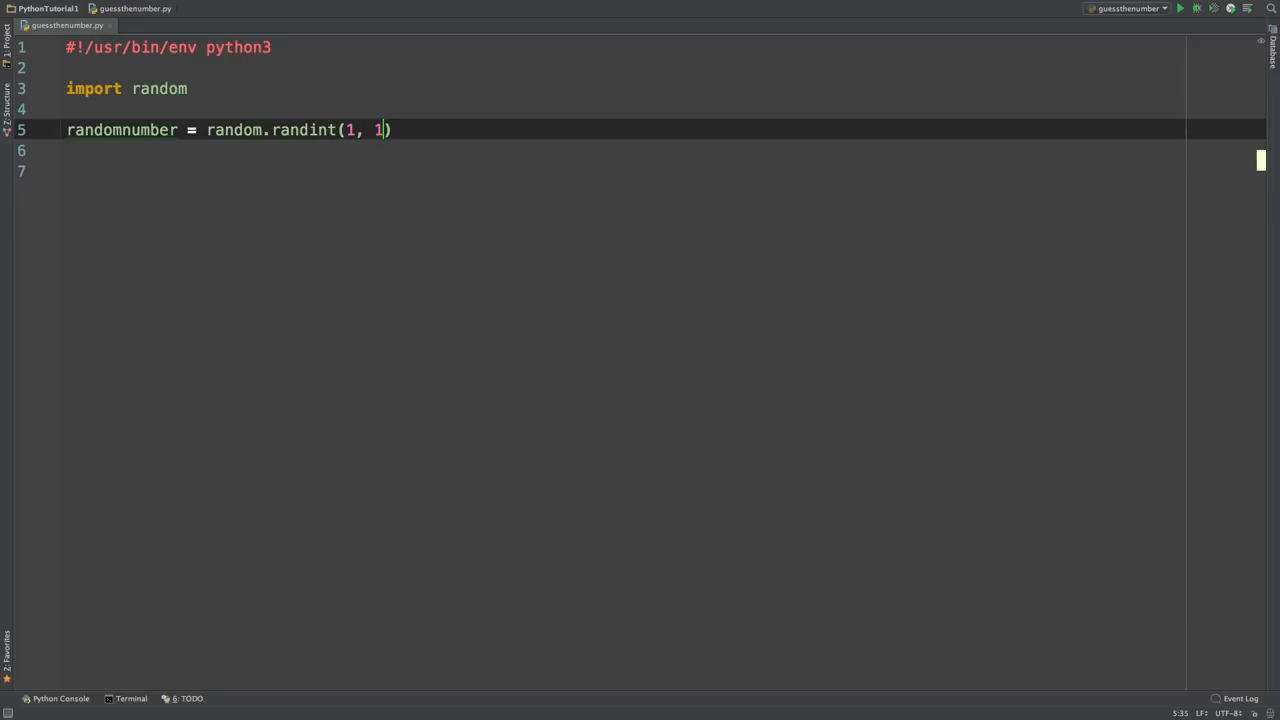 PythonTutorial1 guessthenumber.py guessthenumber
guessthenumber.py
1 #!/usr/bin/env python3
2
3 import random
4
5 randomnumber = random.randint(1, 1)
6
7
1: Project
Z: Structure
2: Favorites
Database
Python Console Terminal 6: TODO Event Log
5:35 LF÷ UTF-8÷